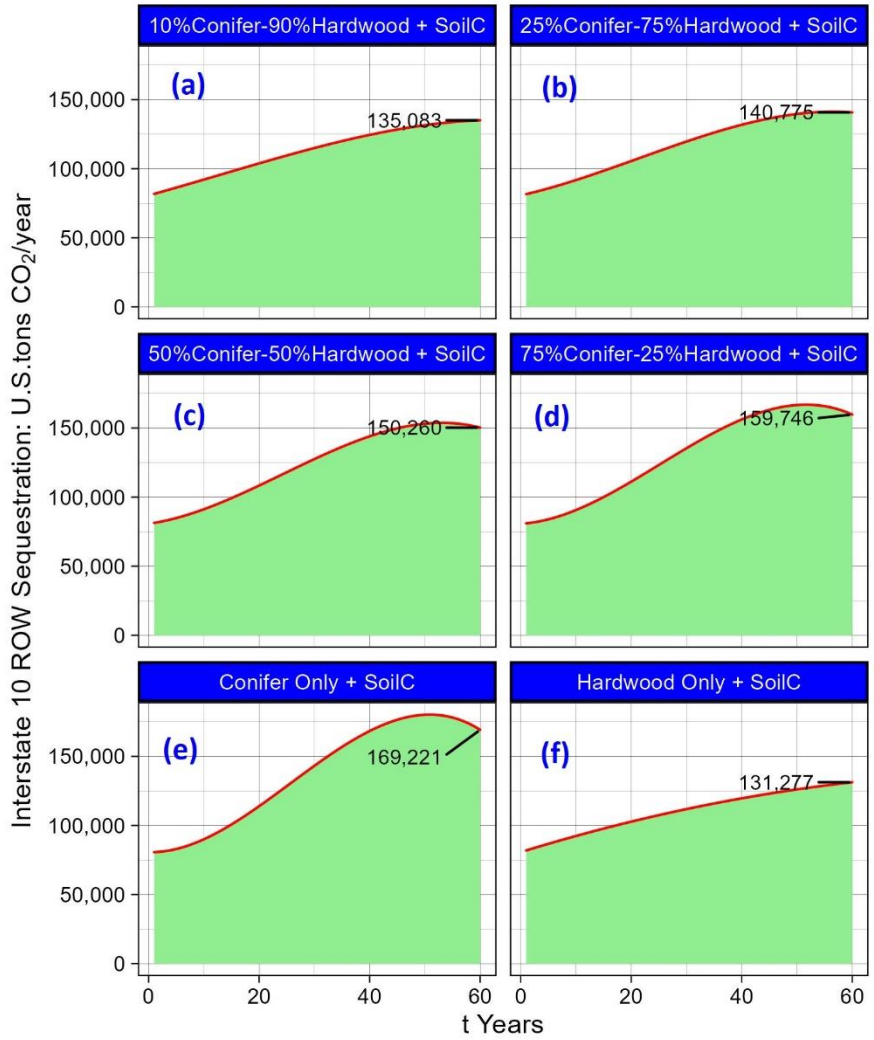 10%Conifer-90%Hardwood + SoilC
25%Conifer-75%Hardwood + SoilC
(a)
135,083
(b)
140,775
150,000
100,000
50,000
0
50%Conifer-50%Hardwood + SoilC
75%Conifer-25%Hardwood + SoilC
(c)
150,260
(d)
159,746
150,000
100,000
50,000
0
Conifer Only + SoilC
Hardwood Only + SoilC
(e)
169,221
(f)
131,277
150,000
100,000
50,000
0
0 20 40 60
0 20 40 60
t Years
Interstate 10 ROW Sequestration: U.S.tons CO₂/year